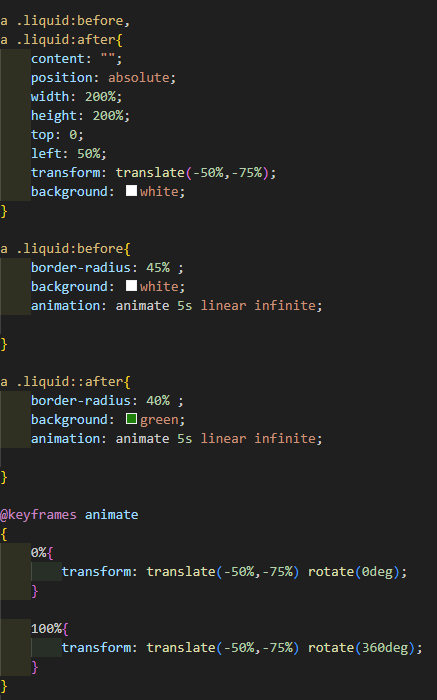 a .liquid:before,
a .liquid:after{
content: "";
position: absolute;
width: 200%;
height: 200%;
top: 0;
left: 50%;
transform: translate(-50%,-75%);
background: white;
}
a .liquid:before{
border-radius: 45% ;
background: white;
animation: animate 5s linear infinite;
}
a .liquid::after{
border-radius: 40% ;
background: green;
animation: animate 5s linear infinite;
}
@keyframes animate
{
0%{
transform: translate(-50%,-75%) rotate(0deg);
}
100%{
transform: translate(-50%,-75%) rotate(360deg);
}
}